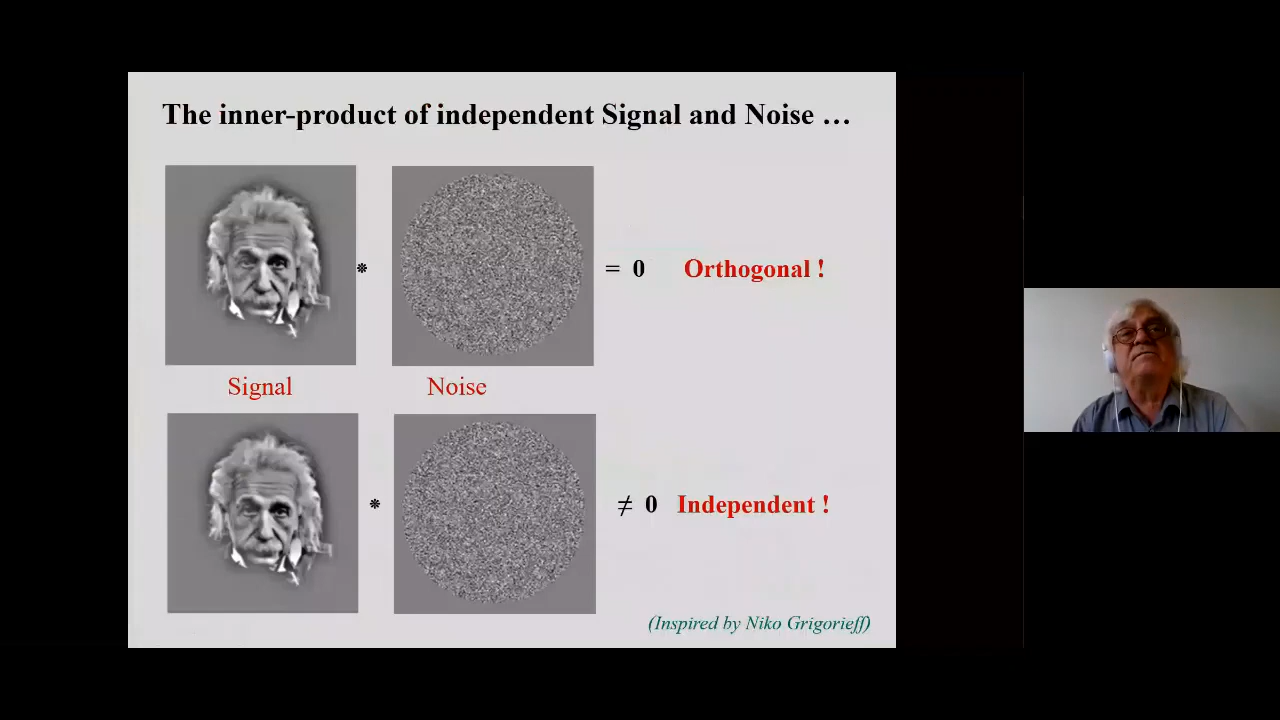 The inner-product of independent Signal and Noise …
* = 0 Orthogonal !
Signal Noise
* ≠ 0 Independent !
(Inspired by Niko Grigorieff)